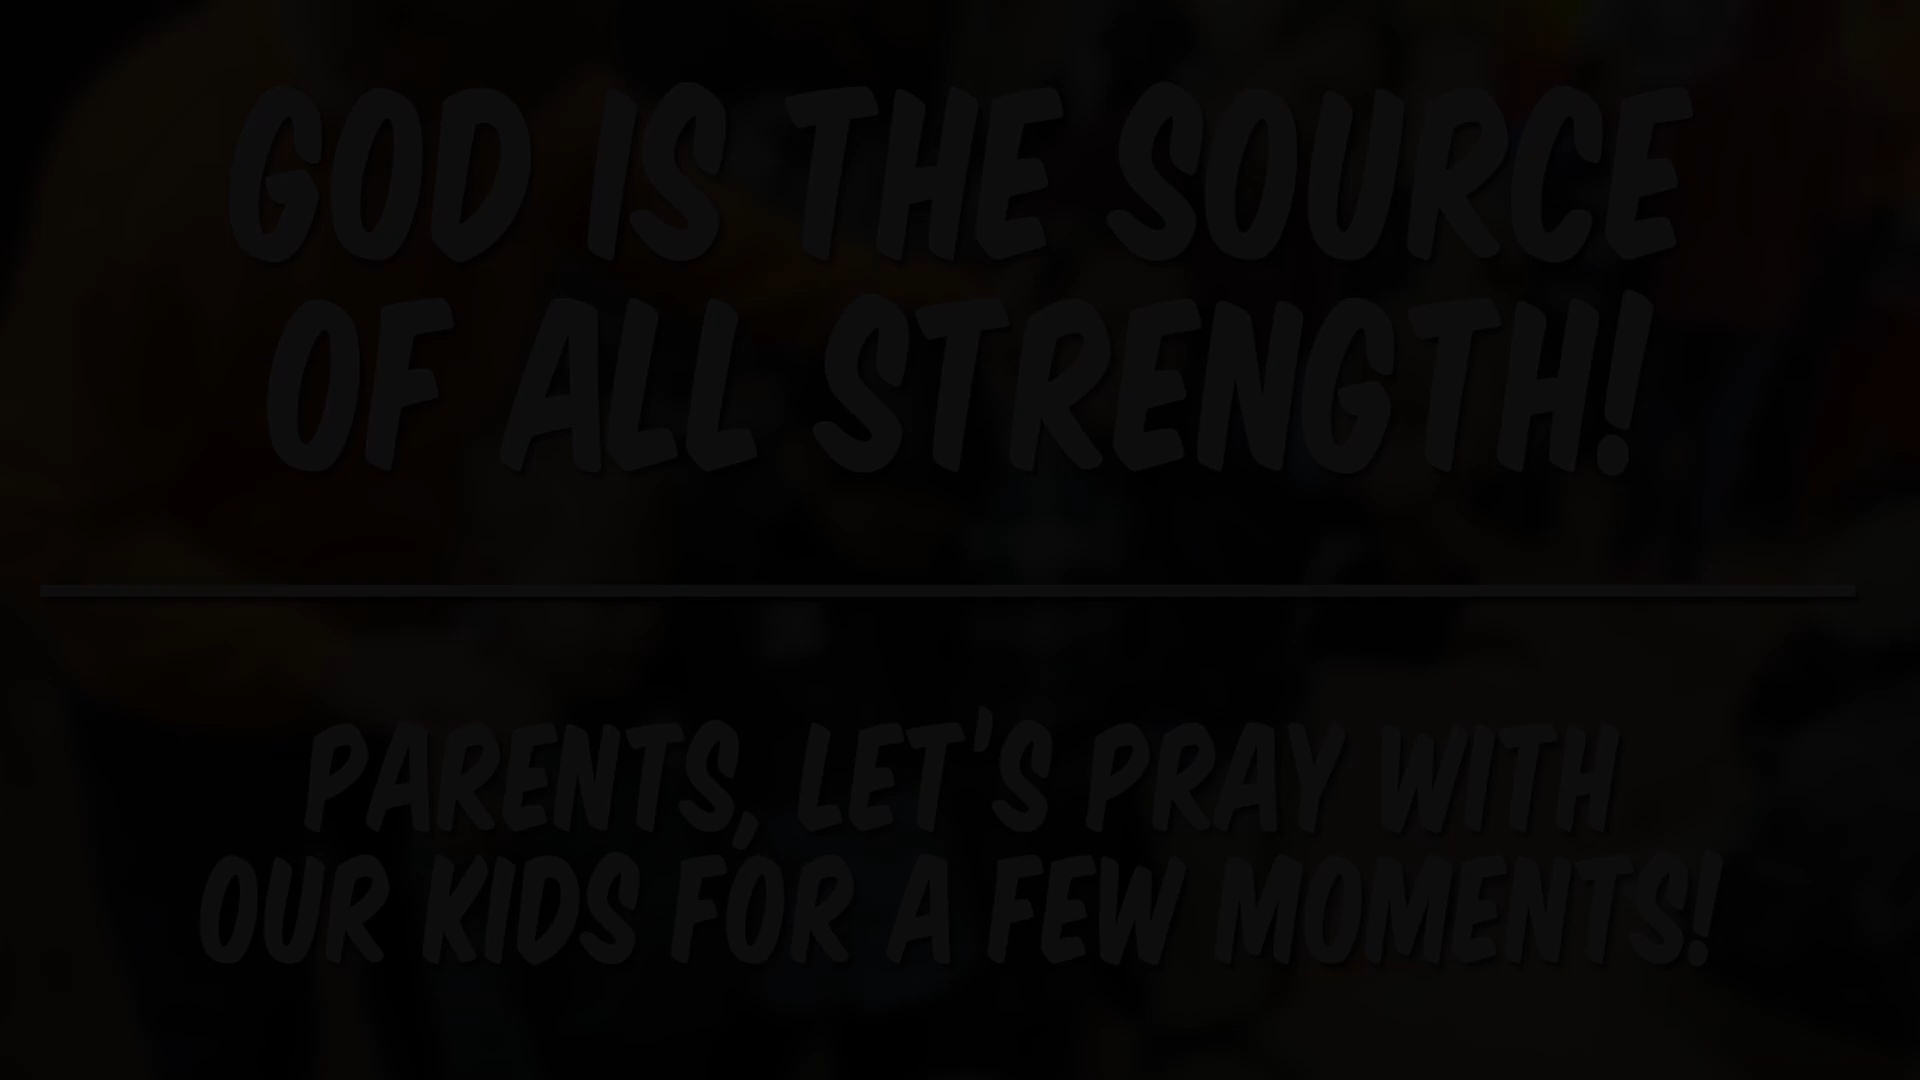 GOD IS THE SOURCE
OF ALL STRENGTH!
PARENTS, LET'S PRAY WITH
OUR KIDS FOR A FEW MOMENTS!